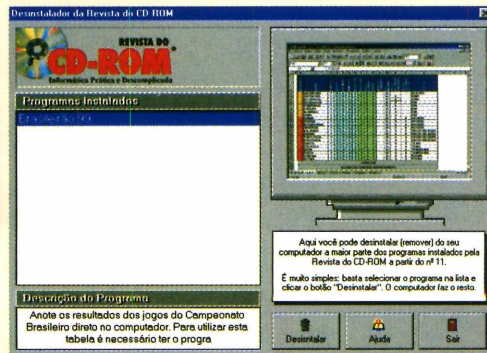 Desinstalador da Revista do CD-ROM
REVISTA DO
CD-ROM
Informática Prática e Descomplicada
Programas Instalados
Brasileirão 99
Descrição do Programa
Anote os resultados dos jogos do Campeonato
Brasileiro direto no computador. Para utilizar esta
tabela é necessário ter o progra
Aqui você pode desinstalar (remover) do seu
computador a maior parte dos programas instalados pela
Revista do CD-ROM a partir do nº 11.
É muito simples: basta selecionar o programa na lista e
clicar o botão "Desinstalar". O computador faz o resto.
Desinstalar
Ajuda
Sair